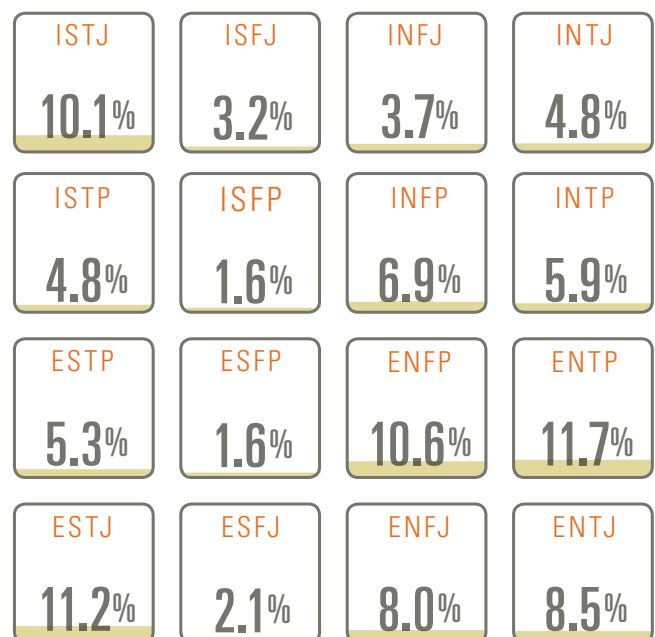 ISTJ ISFJ INFJ INTJ
10.1% 3.2% 3.7% 4.8%
ISTP ISFP INFP INTP
4.8% 1.6% 6.9% 5.9%
ESTP ESFP ENFP ENTP
5.3% 1.6% 10.6% 11.7%
ESTJ ESFJ ENFJ ENTJ
11.2% 2.1% 8.0% 8.5%